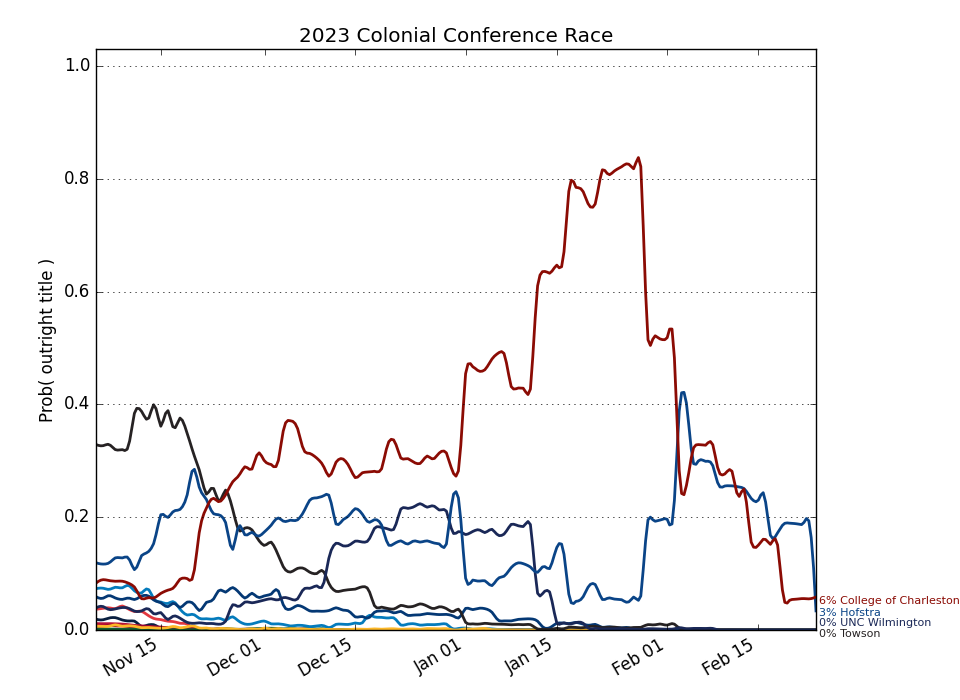 2023 Colonial Conference Race
Prob( outright title )
1.0
0.8
0.6
0.4
0.2
0.0
Nov 15
Dec 01
Dec 15
Jan 01
Jan 15
Feb 01
Feb 15
6% College of Charleston
3% Hofstra
0% UNC Wilmington
0% Towson